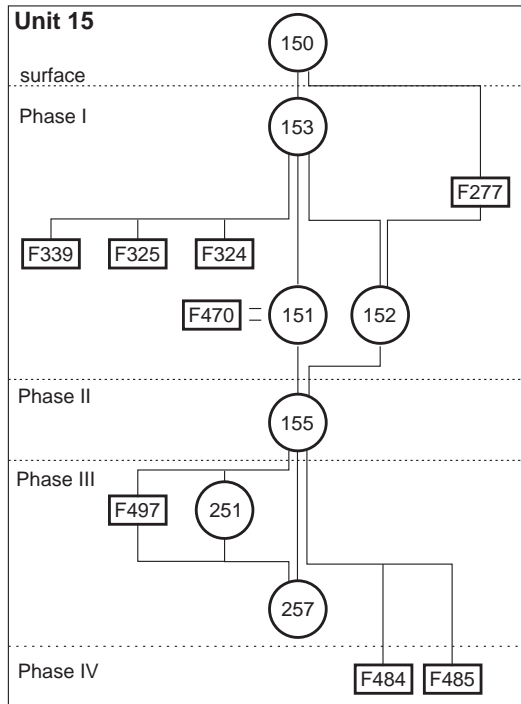 Unit 15
150
surface
Phase I
153
F277
F339 F325 F324
F470 151 152
Phase II
155
Phase III
F497 251
257
Phase IV
F484 F485